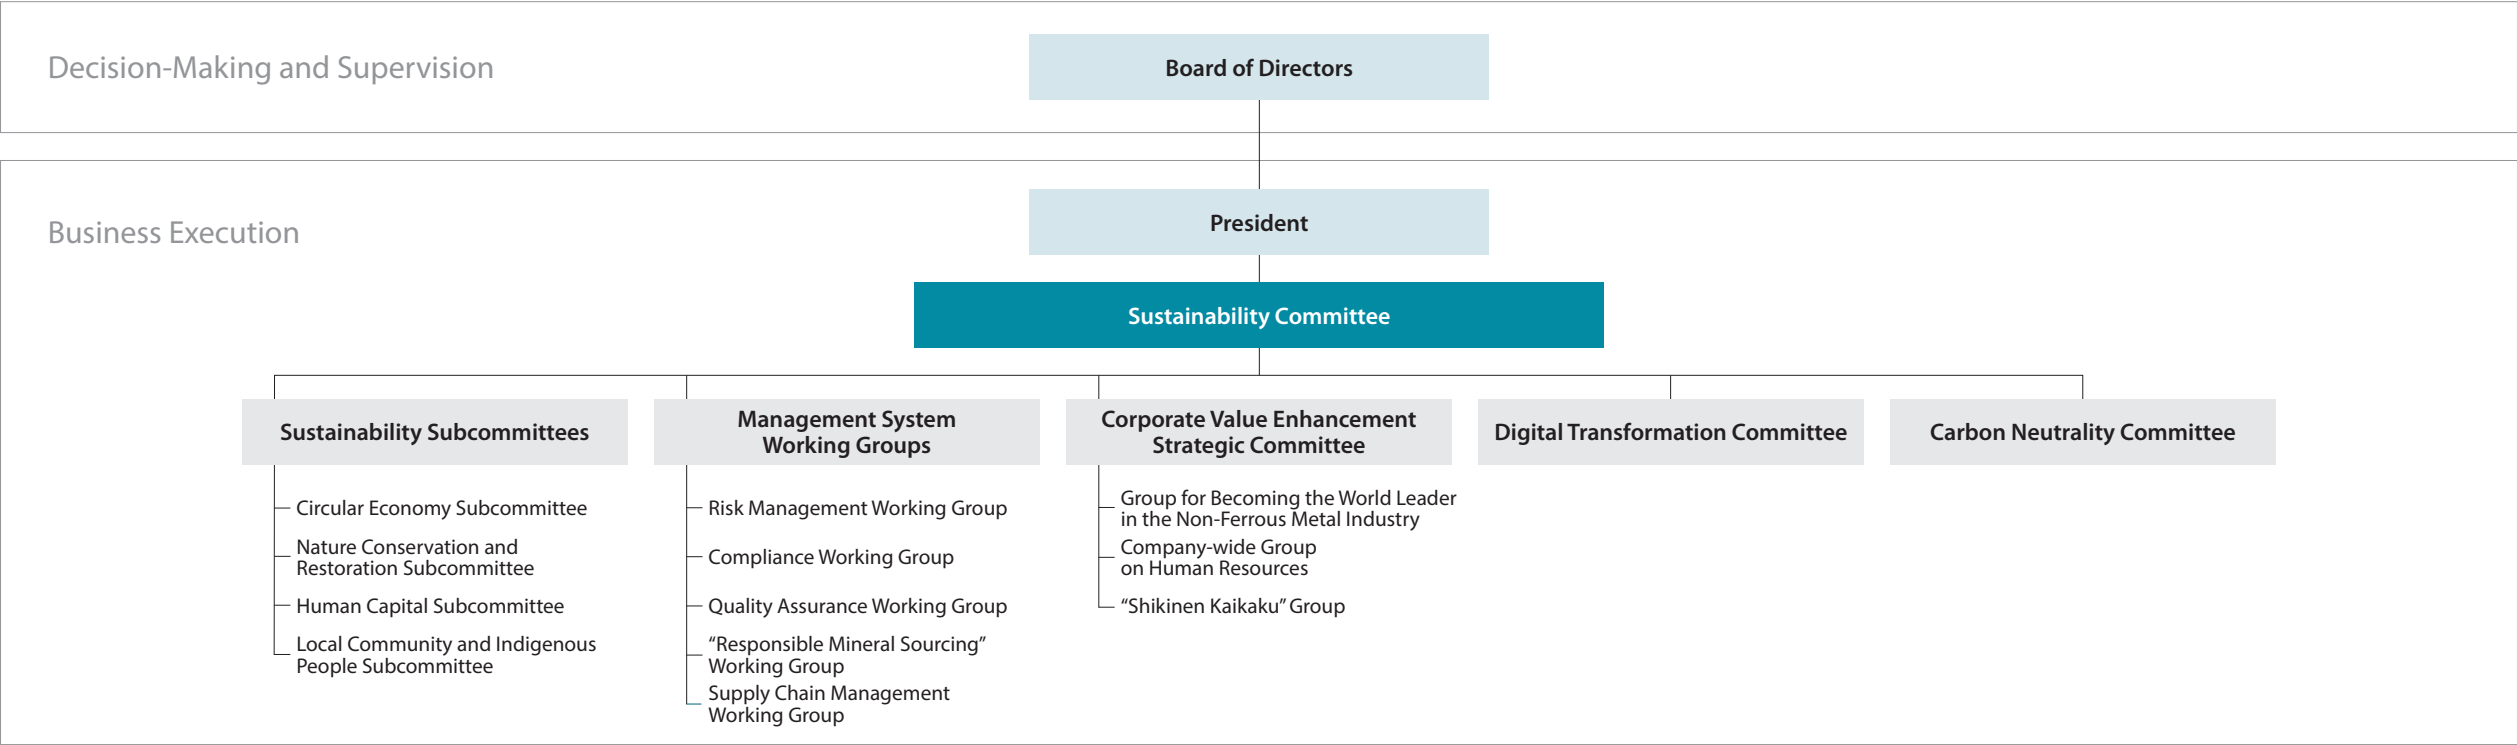 Decision-Making and Supervision
Board of Directors
Business Execution
President
Sustainability Committee
Sustainability Subcommittees
Circular Economy Subcommittee
Nature Conservation and
Restoration Subcommittee
Human Capital Subcommittee
Local Community and Indigenous
People Subcommittee
Management System
Working Groups
Risk Management Working Group
Compliance Working Group
Quality Assurance Working Group
“Responsible Mineral Sourcing”
Working Group
Supply Chain Management
Working Group
Corporate Value Enhancement
Strategic Committee
Group for Becoming the World Leader
in the Non-Ferrous Metal Industry
Company-wide Group
on Human Resources
“Shikinen Kaikaku” Group
Digital Transformation Committee
Carbon Neutrality Committee